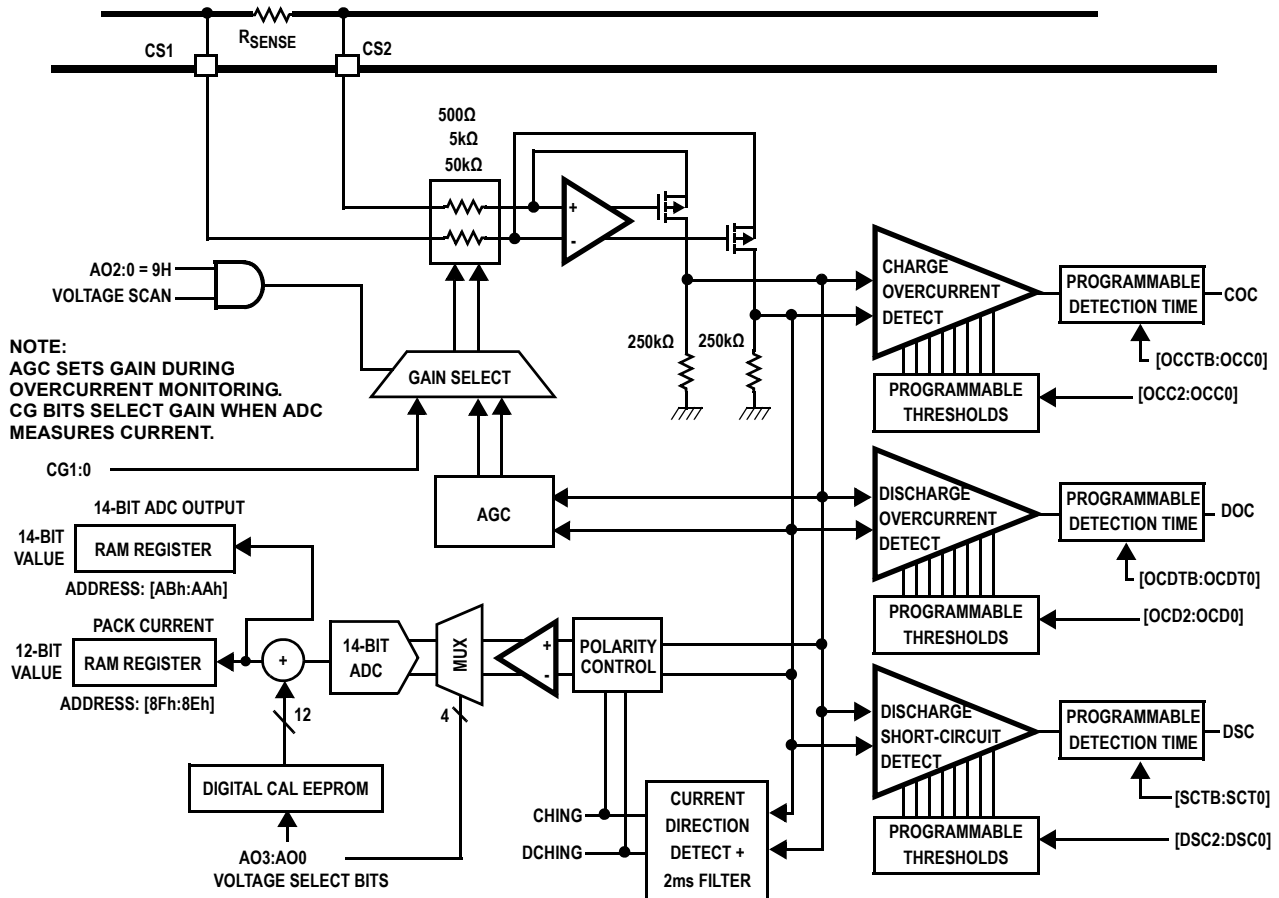 RSENSE
CS1
CS2
500Ω
5kΩ
50kΩ
+
-
AO2:0 = 9H
VOLTAGE SCAN
NOTE:
AGC SETS GAIN DURING
OVERCURRENT MONITORING.
CG BITS SELECT GAIN WHEN ADC
MEASURES CURRENT.
GAIN SELECT
CG1:0
AGC
250kΩ
250kΩ
CHARGE
OVERCURRENT
DETECT
PROGRAMMABLE
DETECTION TIME
COC
[OCCTB:OCC0]
PROGRAMMABLE
THRESHOLDS
[OCC2:OCC0]
DISCHARGE
OVERCURRENT
DETECT
PROGRAMMABLE
DETECTION TIME
DOC
[OCDTB:OCDT0]
PROGRAMMABLE
THRESHOLDS
[OCD2:OCD0]
DISCHARGE
SHORT-CIRCUIT
DETECT
PROGRAMMABLE
DETECTION TIME
DSC
[SCTB:SCT0]
PROGRAMMABLE
THRESHOLDS
[DSC2:DSC0]
14-BIT ADC OUTPUT
14-BIT
VALUE
RAM REGISTER
ADDRESS: [ABh:AAh]
PACK CURRENT
12-BIT
VALUE
RAM REGISTER
ADDRESS: [8Fh:8Eh]
+
12
14-BIT
ADC
MUX
4
+
-
POLARITY
CONTROL
DIGITAL CAL EEPROM
AO3:AO0
VOLTAGE SELECT BITS
CHING
DCHING
CURRENT
DIRECTION
DETECT +
2ms FILTER